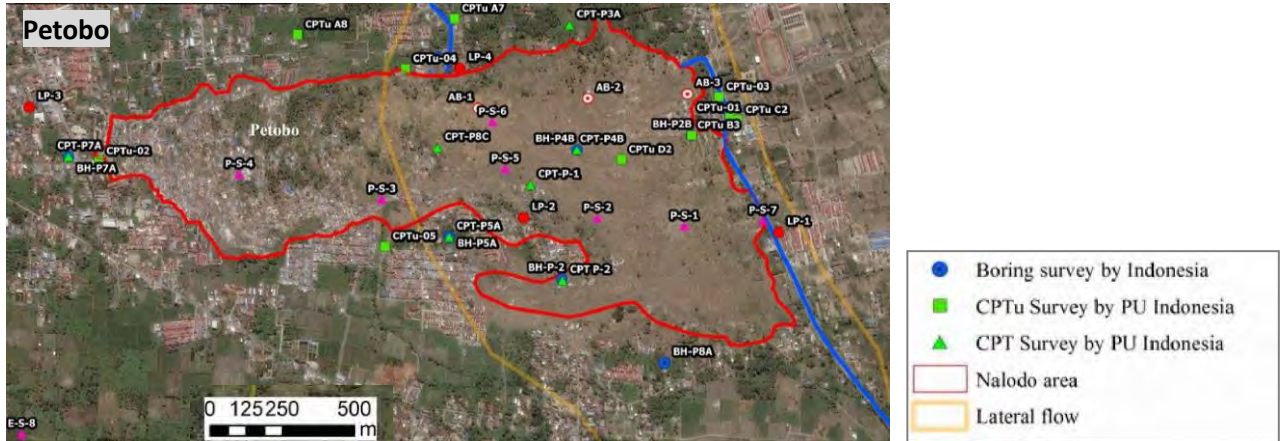 Petobo
CPTu A8
CPTu A7
CPT-P3A
CPTu-04
LP-4
LP-3
AB-1
AB-2
AB-3
CPTu-03
P-S-6
CPTu-01
CPTu C2
BH-P2B
CPTu B3
Petobo
CPT-P7A
CPTu-02
BH-P7A
CPT-P8C
BH-P4B
CPT-P4B
CPTu D2
P-S-4
P-S-5
CPT-P-1
P-S-3
LP-2
P-S-2
P-S-1
P-S-7
LP-1
CPTu-05
CPT-P5A
BH-P5A
BH-P-2
CPT P-2
BH-P8A
E-S-8
0 125 250 500
m
Boring survey by Indonesia
CPTu Survey by PU Indonesia
CPT Survey by PU Indonesia
Nalodo area
Lateral flow